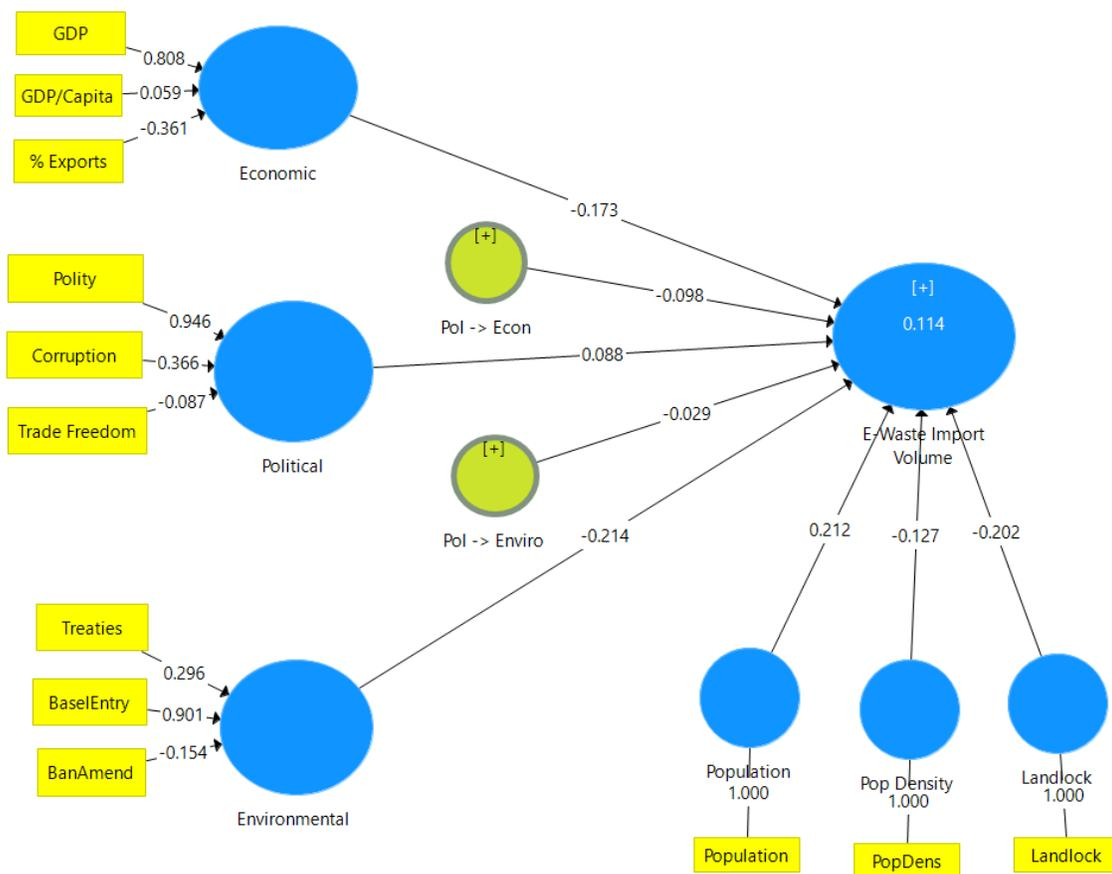 GDP
0.808
GDP/Capita
0.059
-0.361
% Exports
Economic
-0.173
[+]
Pol -> Econ
-0.098
Polity
0.946
Corruption
0.366
-0.087
Trade Freedom
Political
0.088
[+]
Pol -> Enviro
-0.029
[+]
0.114
E-Waste Import
Volume
Treaties
0.296
BaselEntry
0.901
-0.154
BanAmend
Environmental
-0.214
0.212
-0.127
-0.202
Population
1.000
Population
Pop Density
1.000
PopDens
Landlock
1.000
Landlock